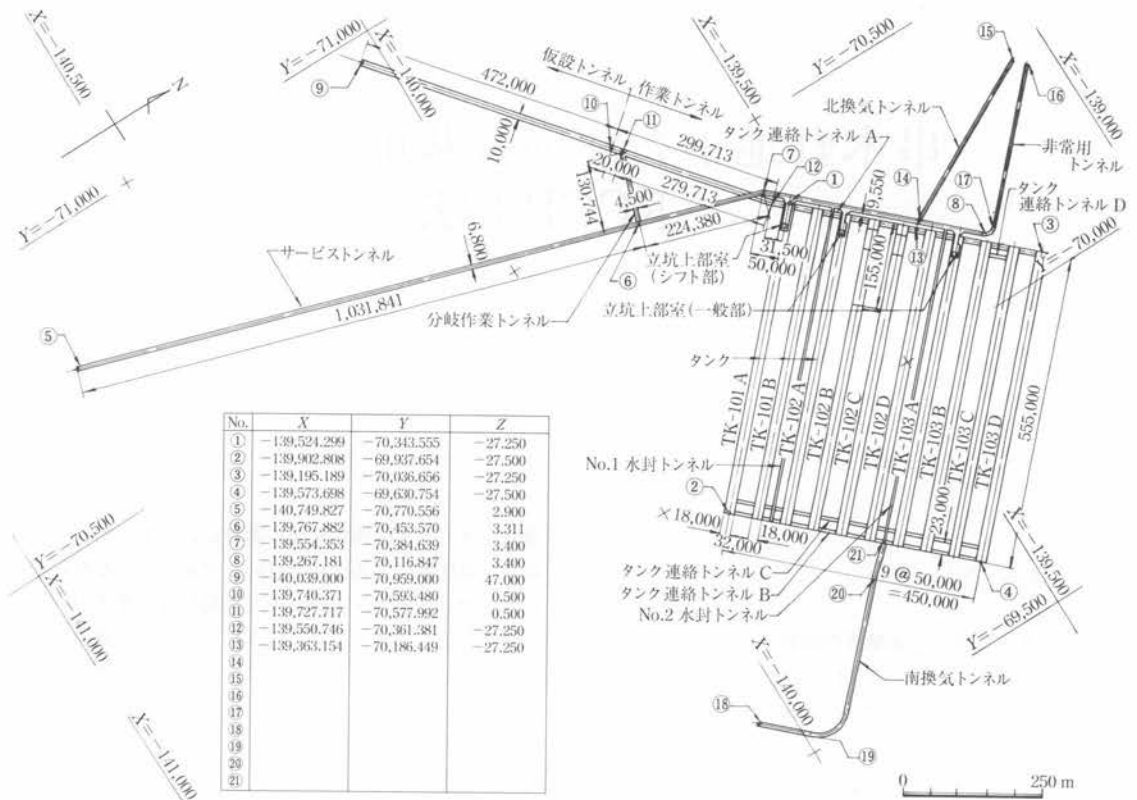 X=-140,500
Y=-71,000
X=-140,000
472,000
仮設トンネル
作業トンネル
X=-139,500
Y=-70,500
⑮
X=-139,000
⑯
⑨
⑩
⑪
10,000
20,000
299,713
北換気トンネル
非常用
トンネル
タンク連絡トンネル A
N
130,744
4,500
279,713
⑦
⑫
①
9,550
⑭
⑰
⑧
タンク
連絡トンネル D
③
Y=-70,000
Y=-71,000
サービストンネル
6,800
224,380
31,500
50,000
立坑上部室
(シフト部)
155,000
⑬
⑥
1,031,841
分岐作業トンネル
立坑上部室(一般部)
⑤
タンク
TK-101 A
TK-101 B
TK-102 A
TK-102 B
TK-102 C
TK-102 D
TK-103 A
TK-103 B
TK-103 C
TK-103 D
555,000
No. X Y Z
① -139,524.299 -70,343.555 -27.250
② -139,902.808 -69,937.654 -27.500
③ -139,195.189 -70,036.656 -27.250
④ -139,573.698 -69,630.754 -27.500
⑤ -140,749.827 -70,770.556 2.900
⑥ -139,767.882 -70,453.570 3.311
⑦ -139,554.353 -70,384.639 3.400
⑧ -139,267.181 -70,116.847 3.400
⑨ -140,039.000 -70,959.000 47.000
⑩ -139,740.371 -70,593.480 0.500
⑪ -139,727.717 -70,577.992 0.500
⑫ -139,550.746 -70,361.381 -27.250
⑬ -139,363.154 -70,186.449 -27.250
⑭
⑮
⑯
⑰
⑱
⑲
⑳
㉑
No.1 水封トンネル
②
×18,000
32,000
18,000
23,000
X=-139,500
タンク連絡トンネル C
タンク連絡トンネル B
No.2 水封トンネル
㉑
⑳
9 @ 50,000
=450,000
④
Y=-69,500
Y=-70,500
X=-141,000
X=-140,000
南換気トンネル
⑱
⑲
X=-141,000
0 250 m